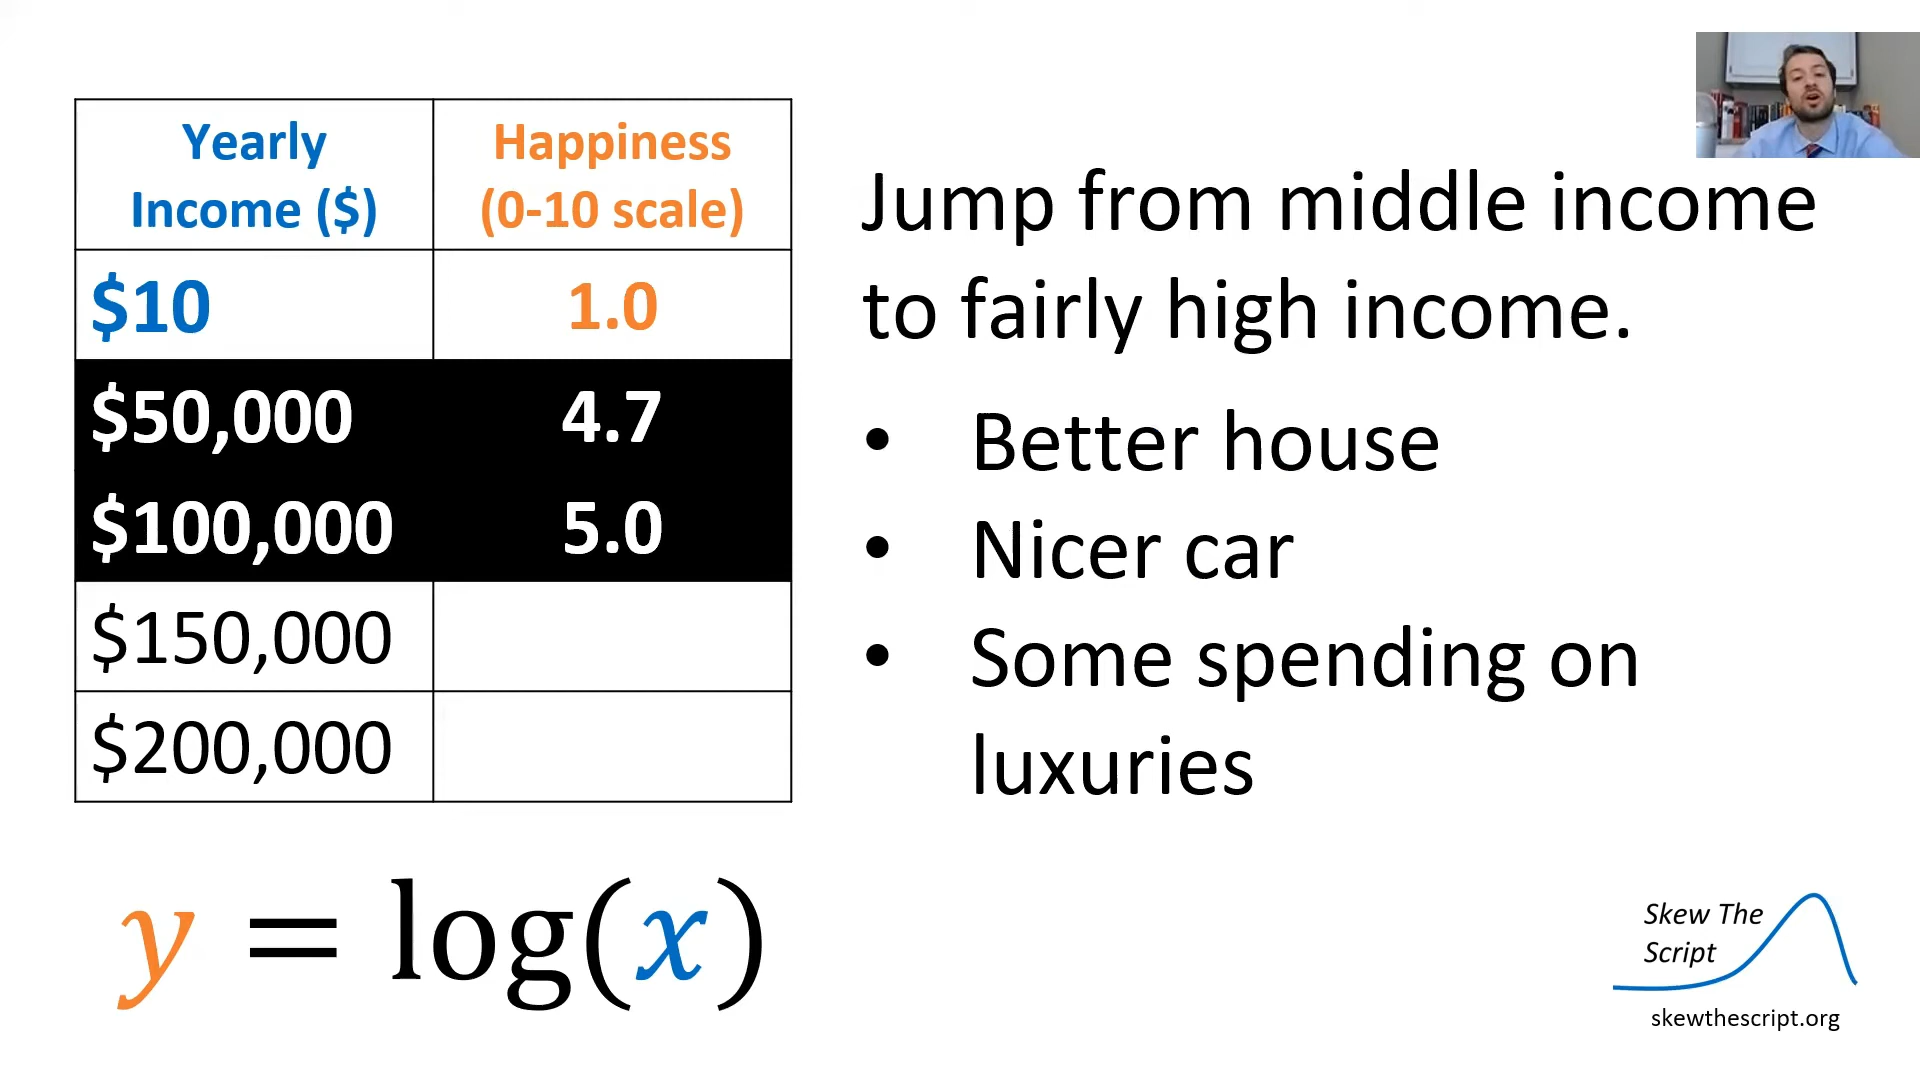 Yearly Income ($)
Happiness (0-10 scale)
$10 1.0
$50,000 4.7
$100,000 5.0
$150,000
$200,000
y = log(x)
Jump from middle income
to fairly high income.
• Better house
• Nicer car
• Some spending on
luxuries
Skew The
Script
skewthescript.org